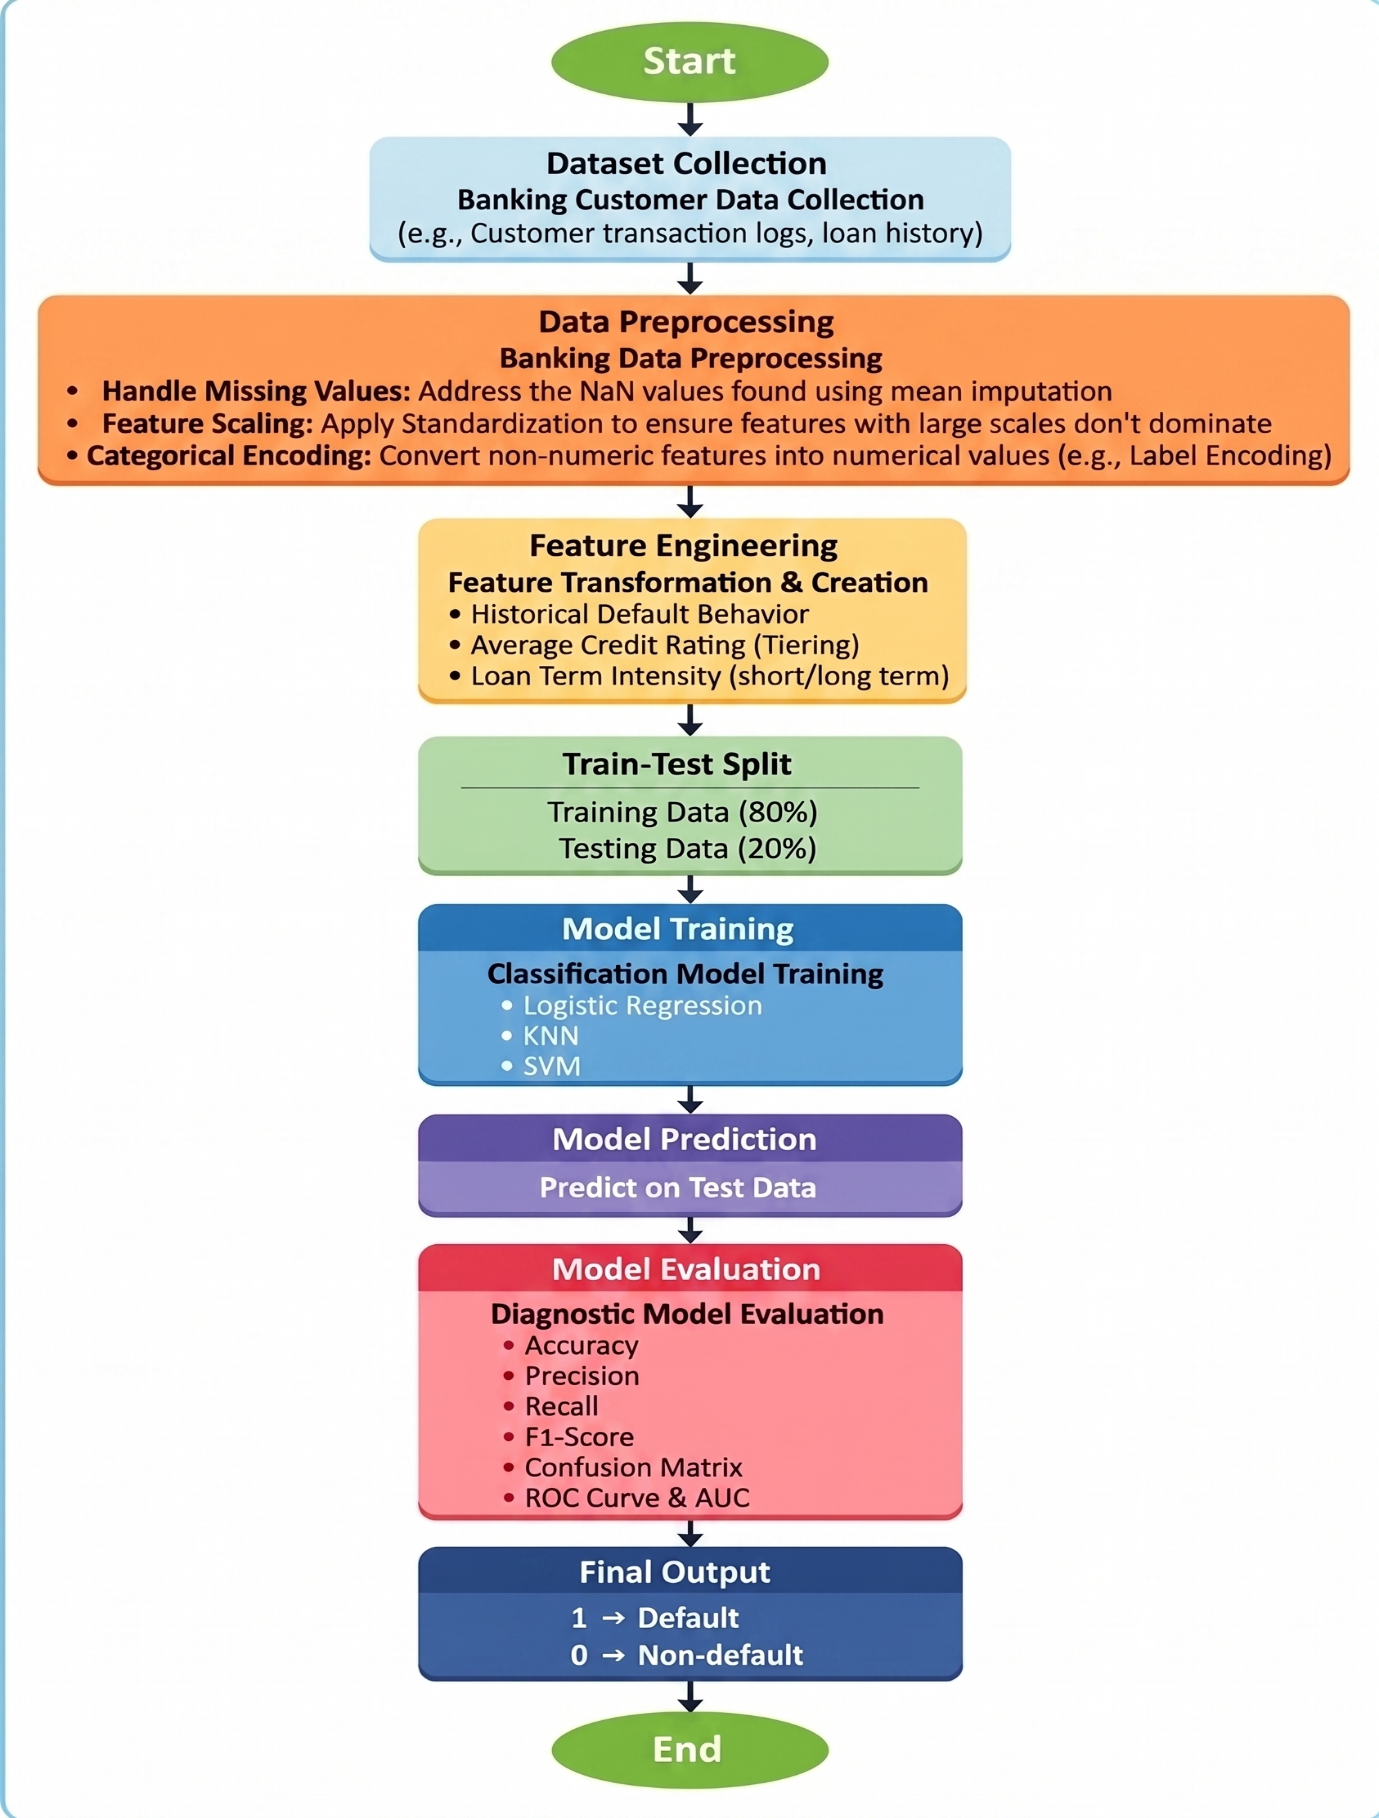 Start
Dataset Collection
Banking Customer Data Collection
(e.g., Customer transaction logs, loan history)
Data Preprocessing
Banking Data Preprocessing
• Handle Missing Values: Address the NaN values found using mean imputation
• Feature Scaling: Apply Standardization to ensure features with large scales don't dominate
• Categorical Encoding: Convert non-numeric features into numerical values (e.g., Label Encoding)
Feature Engineering
Feature Transformation & Creation
• Historical Default Behavior
• Average Credit Rating (Tiering)
• Loan Term Intensity (short/long term)
Train-Test Split
Training Data (80%)
Testing Data (20%)
Model Training
Classification Model Training
• Logistic Regression
• KNN
• SVM
Model Prediction
Predict on Test Data
Model Evaluation
Diagnostic Model Evaluation
• Accuracy
• Precision
• Recall
• F1-Score
• Confusion Matrix
• ROC Curve & AUC
Final Output
1 → Default
0 → Non-default
End